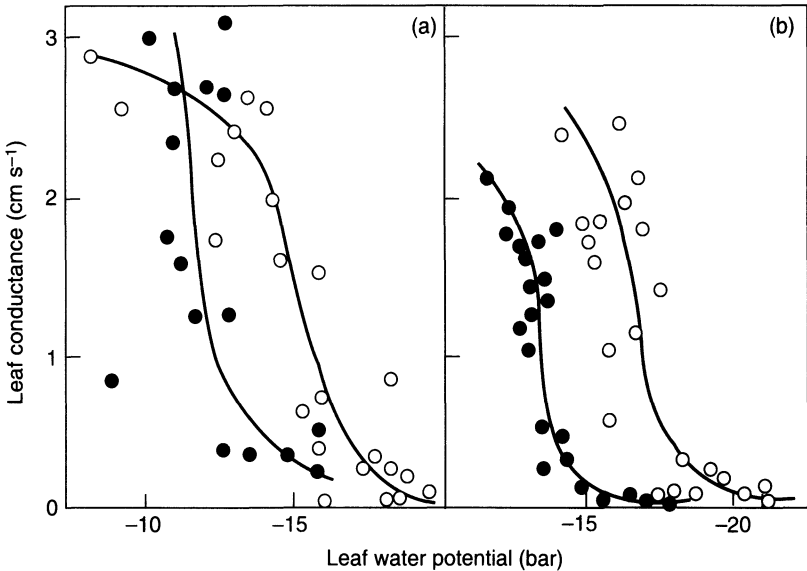 (a)
(b)
3
2
1
0
Leaf conductance (cm s⁻¹)
−10
−15
−15
−20
Leaf water potential (bar)